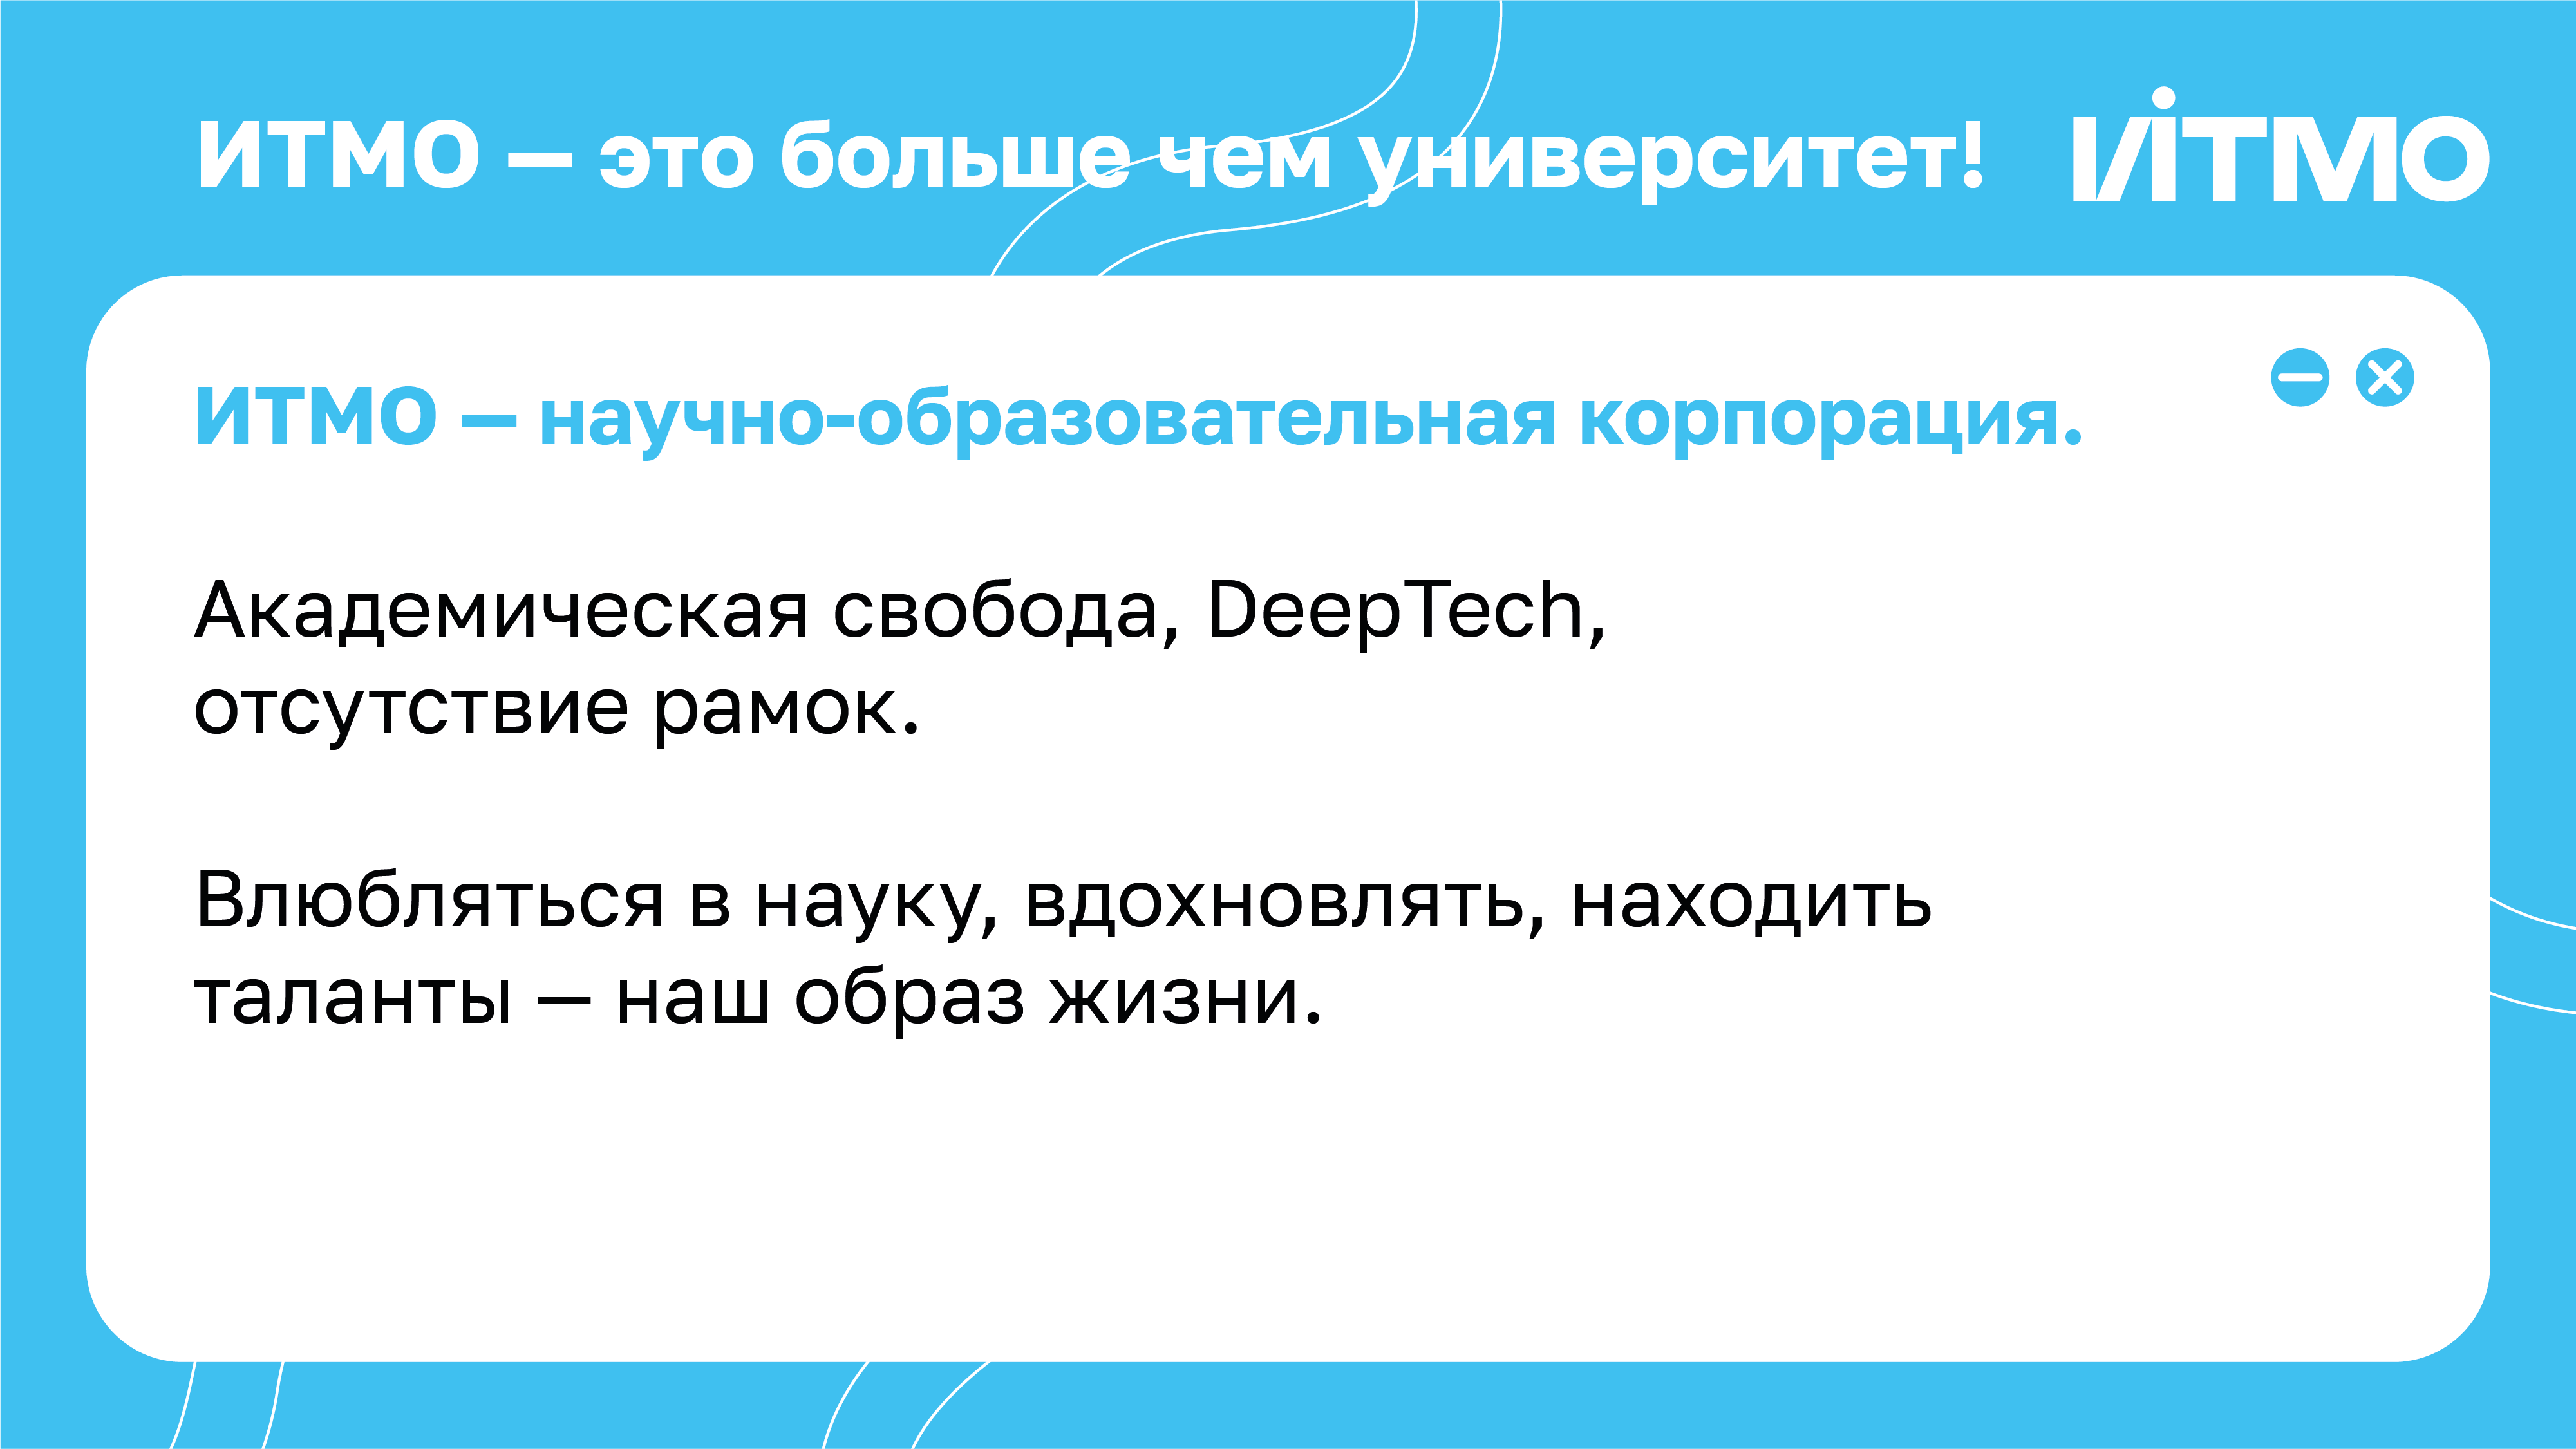 ИТМО — это больше чем университет!
ИТМО
ИТМО — научно-образовательная корпорация.
Академическая свобода, DeepTech,
отсутствие рамок.
Влюбляться в науку, вдохновлять, находить
таланты — наш образ жизни.